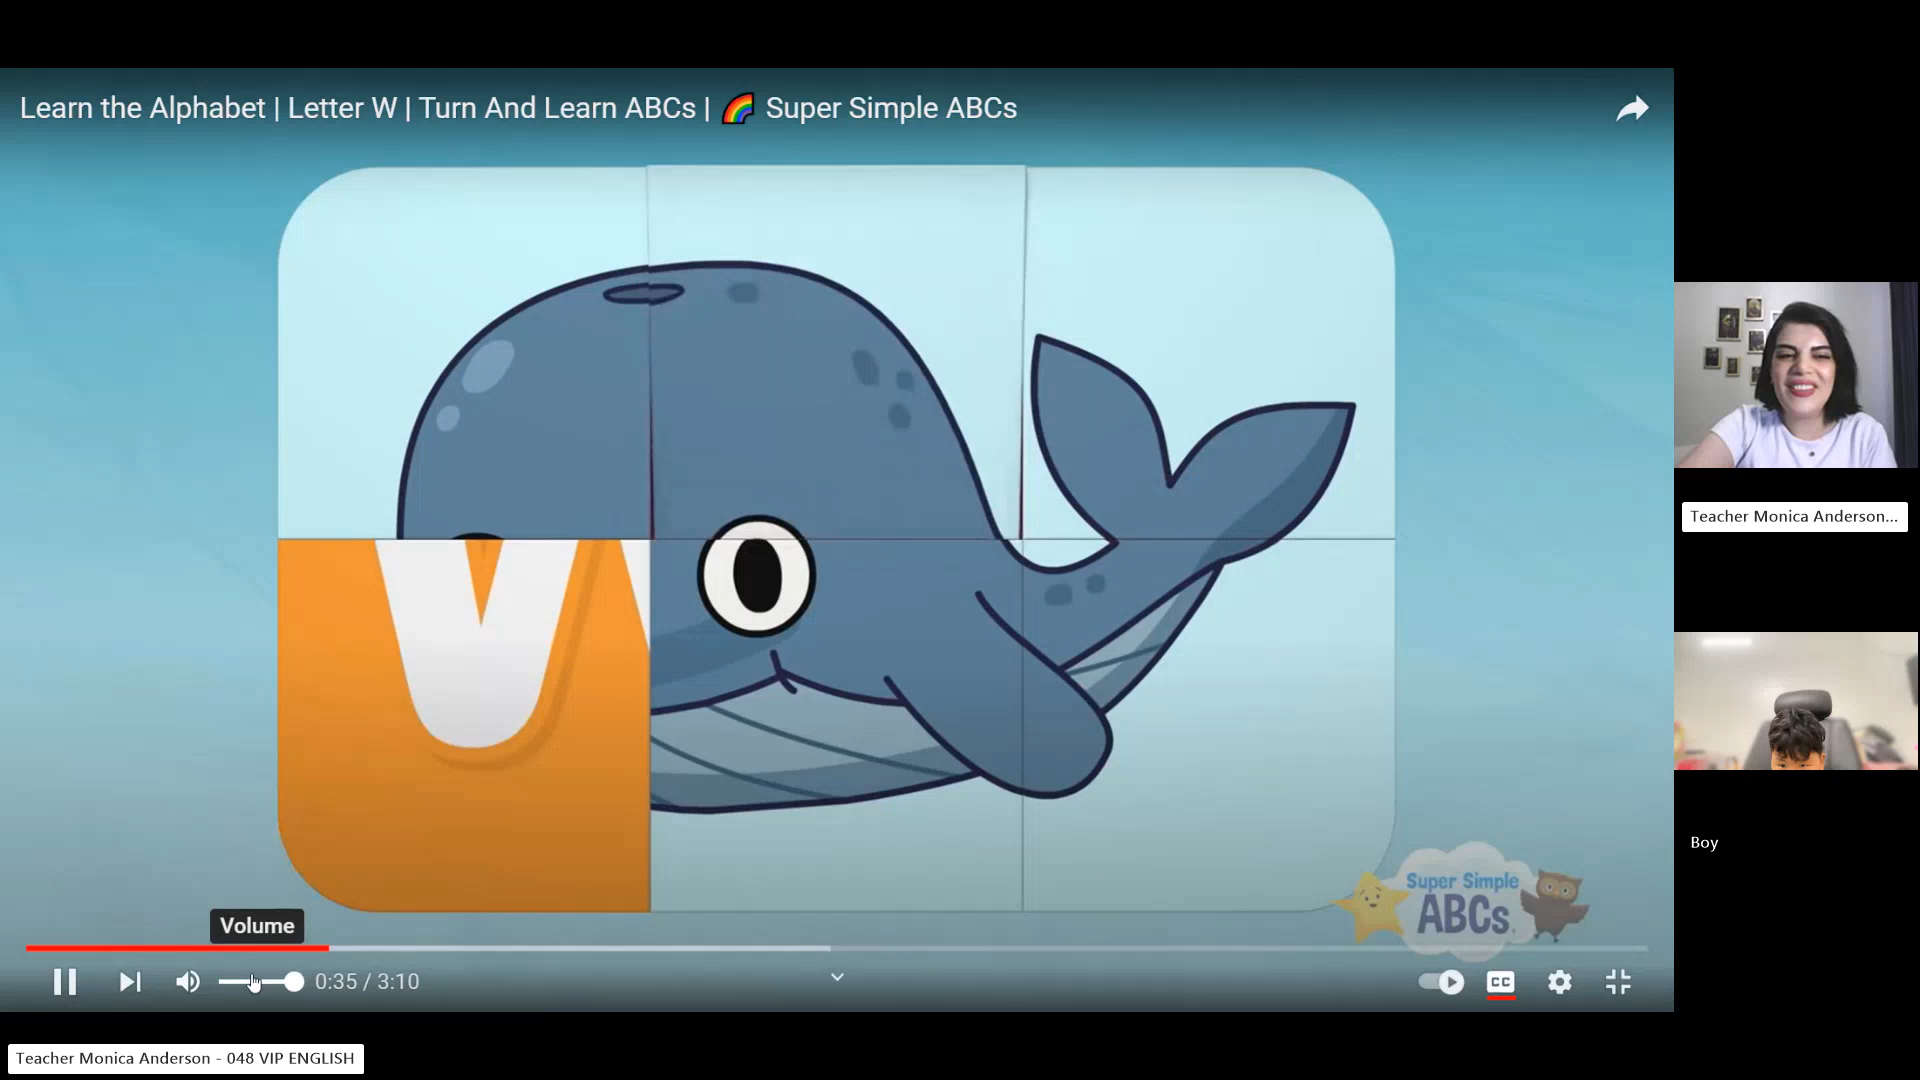 Learn the Alphabet | Letter W | Turn And Learn ABCs | 🌈 Super Simple ABCs
W
Super Simple
ABCs
Volume
0:35 / 3:10
CC
Teacher Monica Anderson...
Boy
Teacher Monica Anderson - 048 VIP ENGLISH